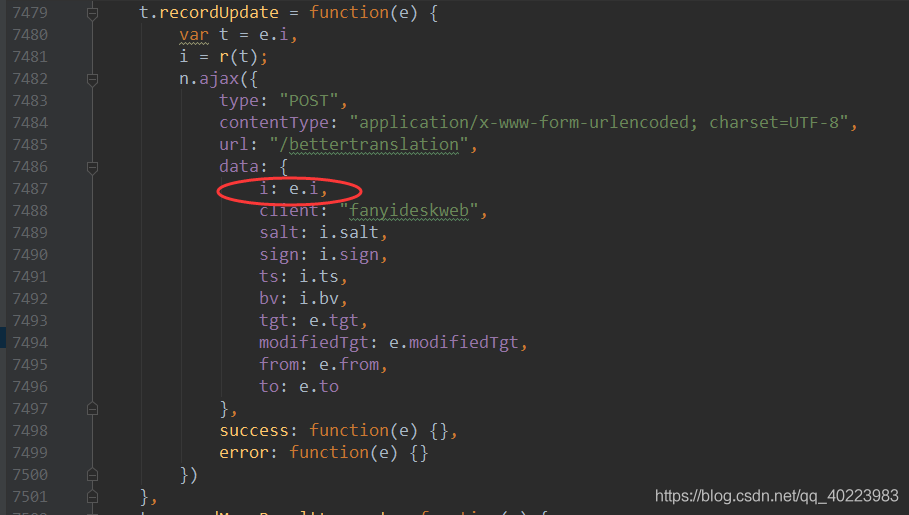 7479 t.recordUpdate = function(e) {
7480 var t = e.i,
7481 i = r(t);
7482 n.ajax({
7483 type: "POST",
7484 contentType: "application/x-www-form-urlencoded; charset=UTF-8",
7485 url: "/bettertranslation",
7486 data: {
7487 i: e.i,
7488 client: "fanyideskweb",
7489 salt: i.salt,
7490 sign: i.sign,
7491 ts: i.ts,
7492 bv: i.bv,
7493 tgt: e.tgt,
7494 modifiedTgt: e.modifiedTgt,
7495 from: e.from,
7496 to: e.to
7497 },
7498 success: function(e) {},
7499 error: function(e) {}
7500 })
7501 },
https://blog.csdn.net/qq_40223983